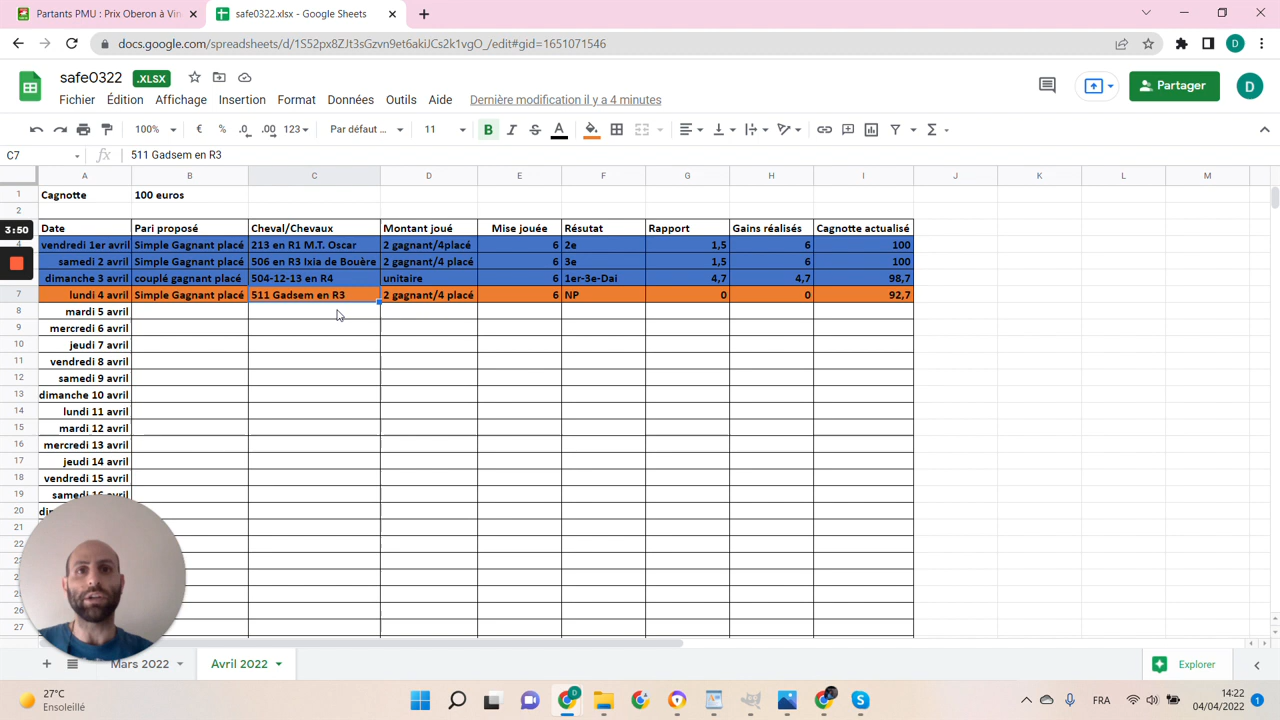 Partants PMU : Prix Oberon à Vin
safe0322.xlsx - Google Sheets
docs.google.com/spreadsheets/d/1S52px8ZJt3sGzvn9et6akiJCs2k1vgO_/edit#gid=1651071546
D
safe0322 .XLSX
Fichier Édition Affichage Insertion Format Données Outils Aide Dernière modification il y a 4 minutes
Partager D
100% € % .0 .00 123 Par défaut ... 11 B I S A Σ
C7 fx 511 Gadsem en R3
A B C D E F G H I J K L M
1 Cagnotte 100 euros
2
3:50
Date Pari proposé Cheval/Chevaux Montant joué Mise jouée Résutat Rapport Gains réalisés Cagnotte actualisé
4 vendredi 1er avril Simple Gagnant placé 213 en R1 M.T. Oscar 2 gagnant/4placé 6 2e 1,5 6 100
samedi 2 avril Simple Gagnant placé 506 en R3 Ixia de Bouère 2 gagnant/4 placé 6 3e 1,5 6 100
dimanche 3 avril couplé gagnant placé 504-12-13 en R4 unitaire 6 1er-3e-Dai 4,7 4,7 98,7
7 lundi 4 avril Simple Gagnant placé 511 Gadsem en R3 2 gagnant/4 placé 6 NP 0 0 92,7
8 mardi 5 avril
9 mercredi 6 avril
10 jeudi 7 avril
11 vendredi 8 avril
12 samedi 9 avril
13 dimanche 10 avril
14 lundi 11 avril
15 mardi 12 avril
16 mercredi 13 avril
17 jeudi 14 avril
18 vendredi 15 avril
19 samedi 16 avril
20
21
22
23
26
27
Mars 2022 Avril 2022 Explorer
27°C
Ensoleillé
FRA
14:22
04/04/2022
1